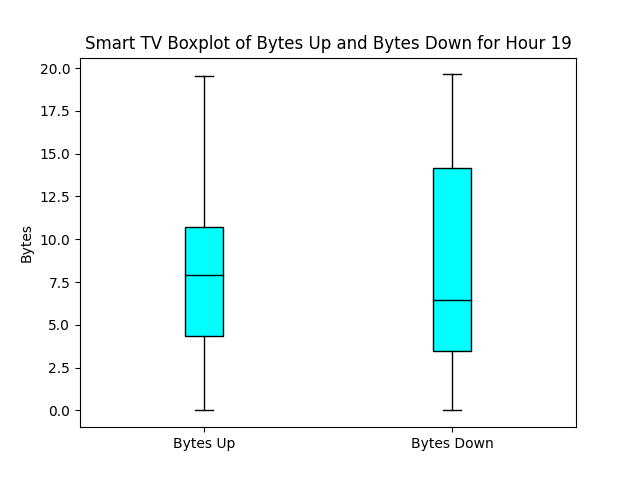 Smart TV Boxplot of Bytes Up and Bytes Down for Hour 19
20.0
17.5
15.0
12.5
10.0
7.5
5.0
2.5
0.0
Bytes
Bytes Up
Bytes Down